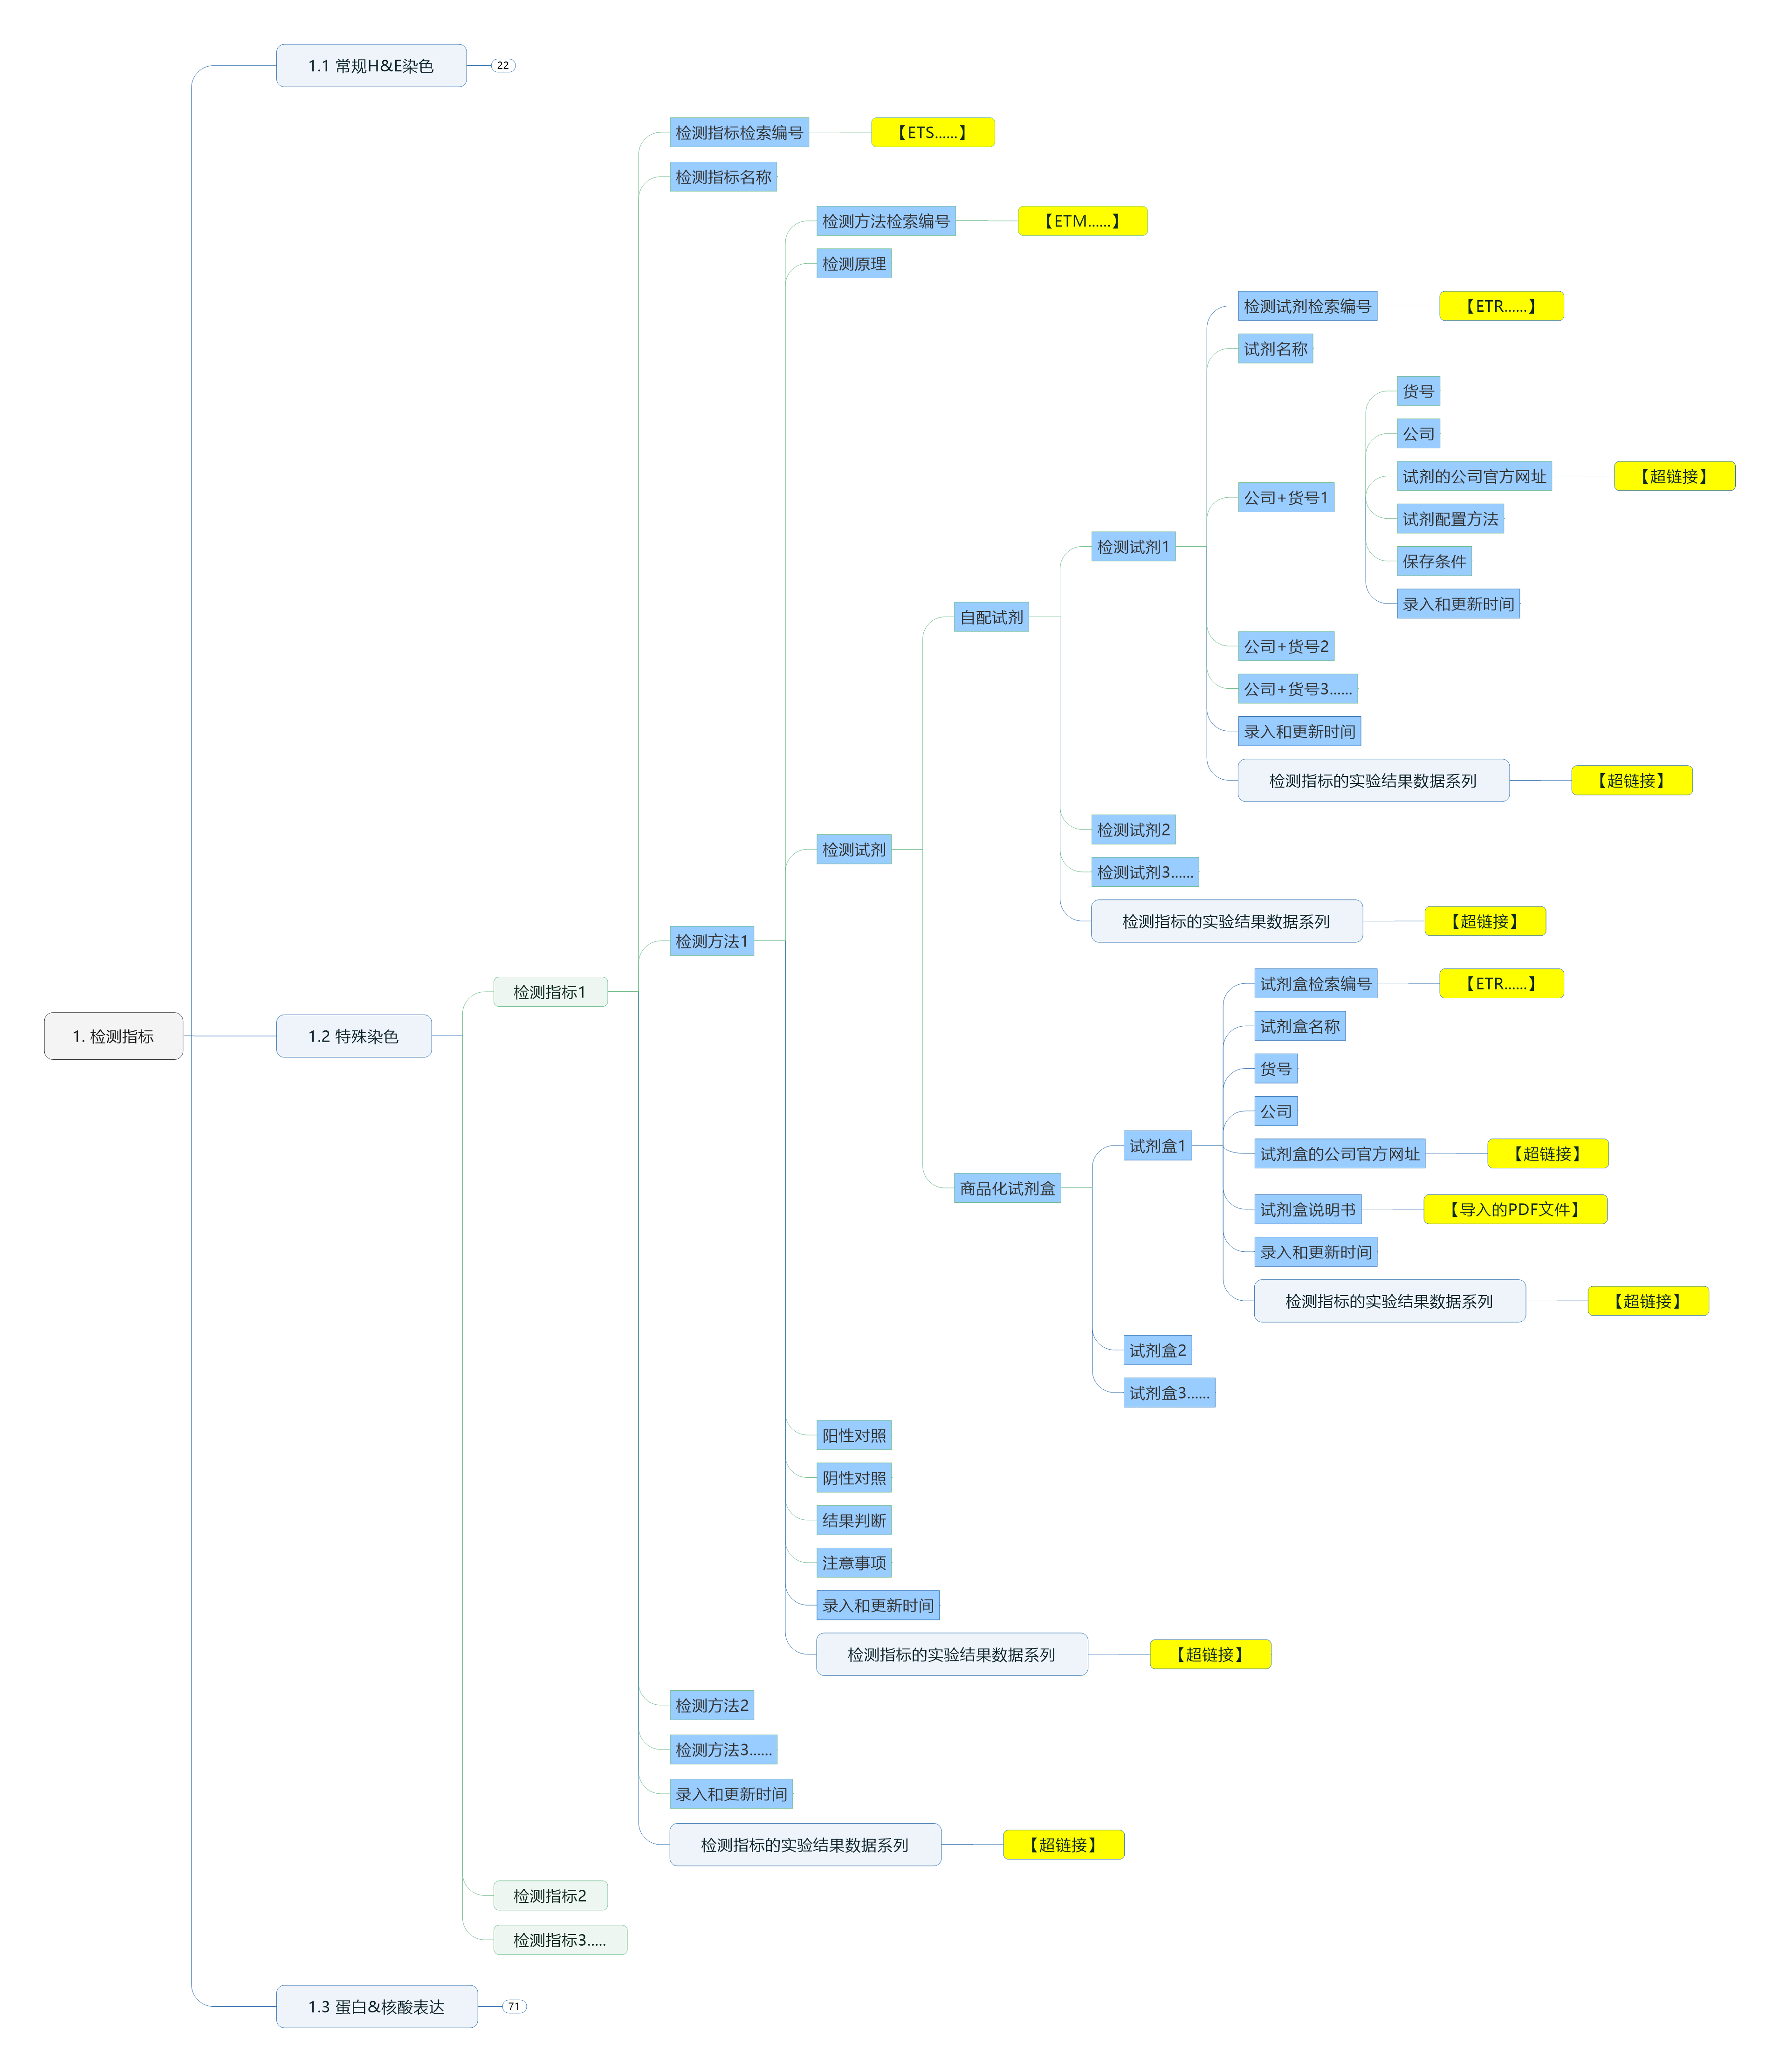 1.1 常规H&E染色
22
检测指标检索编号
【ETS......】
检测指标名称
检测方法检索编号
【ETM......】
检测原理
检测试剂检索编号
【ETR......】
试剂名称
货号
公司
试剂的公司官方网址
【超链接】
公司+货号1
试剂配置方法
检测试剂1
保存条件
录入和更新时间
自配试剂
公司+货号2
公司+货号3......
录入和更新时间
检测指标的实验结果数据系列
【超链接】
检测试剂2
检测试剂
检测试剂3......
检测指标的实验结果数据系列
【超链接】
检测方法1
试剂盒检索编号
【ETR......】
检测指标1
试剂盒名称
1. 检测指标
1.2 特殊染色
货号
公司
试剂盒1
试剂盒的公司官方网址
【超链接】
商品化试剂盒
试剂盒说明书
【导入的PDF文件】
录入和更新时间
检测指标的实验结果数据系列
【超链接】
试剂盒2
试剂盒3......
阳性对照
阴性对照
结果判断
注意事项
录入和更新时间
检测指标的实验结果数据系列
【超链接】
检测方法2
检测方法3......
录入和更新时间
检测指标的实验结果数据系列
【超链接】
检测指标2
检测指标3.....
1.3 蛋白&核酸表达
71